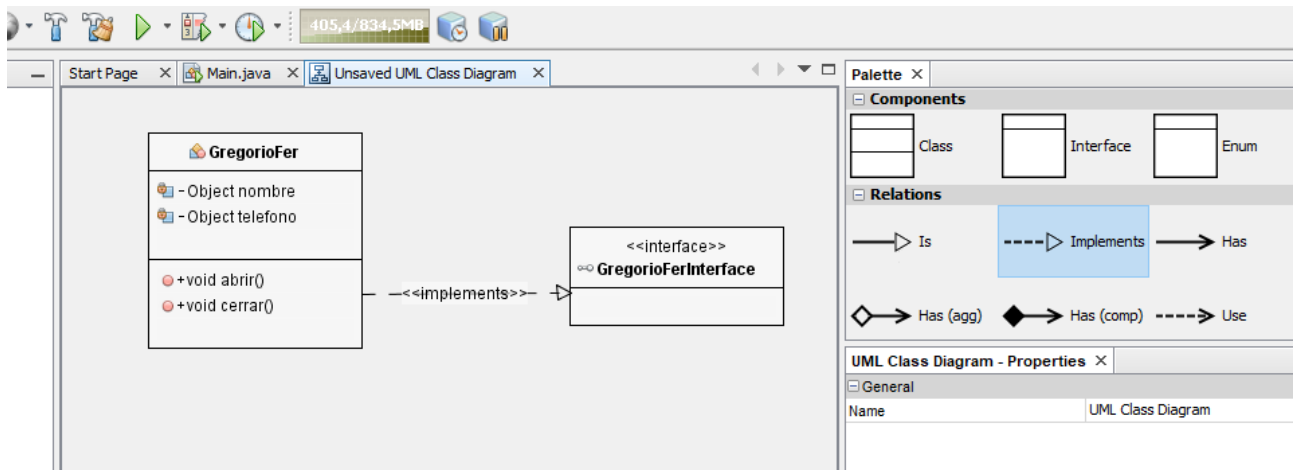 405,4/834,5MB
Start Page
Main.java
Unsaved UML Class Diagram
GregorioFer
- Object nombre
- Object telefono
+void abrir()
+void cerrar()
<<implements>>
<<interface>>
GregorioFerInterface
Palette
Components
Class
Interface
Enum
Relations
Is
Implements
Has
Has (agg)
Has (comp)
Use
UML Class Diagram - Properties
General
Name
UML Class Diagram